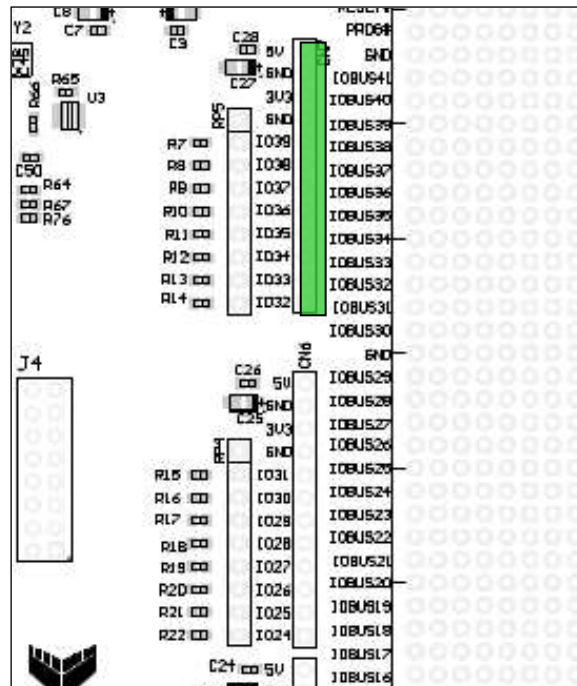 C8
Y2
C7
C3
C28
5V
GND
C27
3V3
GND
R65
U3
R66
RP5
C50
R64
R67
R76
R7 IO39
R8 IO38
R9 IO37
R10 IO36
R11 IO35
R12 IO34
R13 IO33
R14 IO32
PROG#
GND
IOBUS41
IOBUS40
IOBUS39
IOBUS38
IOBUS37
IOBUS36
IOBUS35
IOBUS34
IOBUS33
IOBUS32
IOBUS31
IOBUS30
GND
IOBUS29
IOBUS28
IOBUS27
IOBUS26
IOBUS25
IOBUS24
IOBUS23
IOBUS22
IOBUS21
IOBUS20
IOBUS19
IOBUS18
IOBUS17
IOBUS16
J4
CN6
C26
5V
GND
C25
3V3
GND
RP4
R15 IO31
R16 IO30
R17 IO29
R18 IO28
R19 IO27
R20 IO26
R21 IO25
R22 IO24
C24 5V